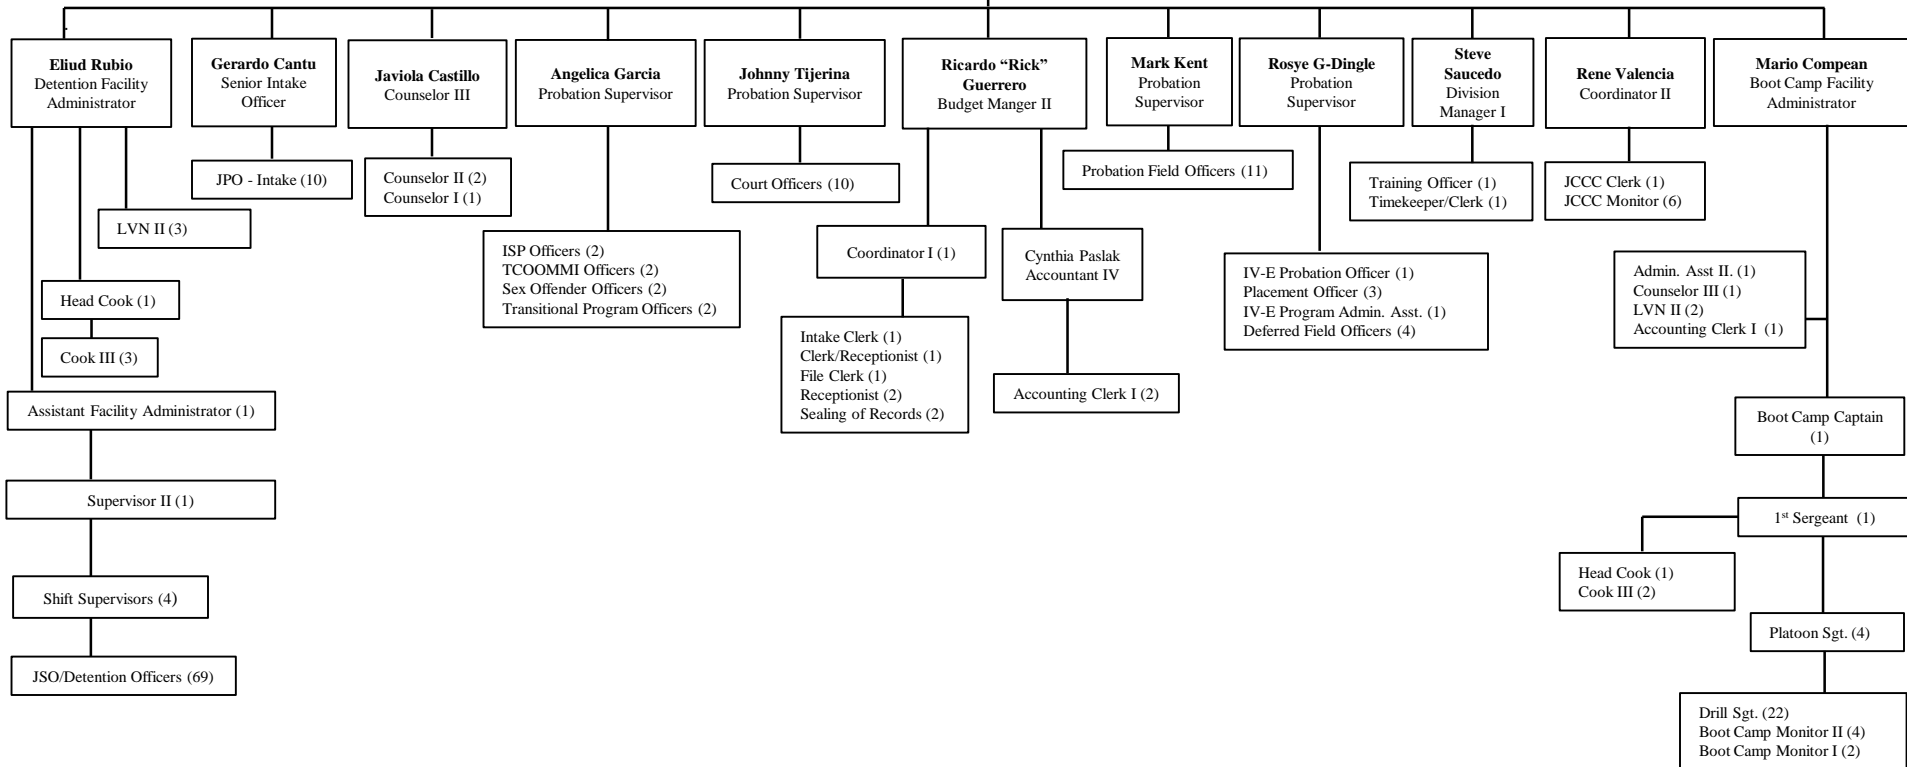 Eliud Rubio
Detention Facility
Administrator
Gerardo Cantu
Senior Intake
Officer
Javiola Castillo
Counselor III
Angelica Garcia
Probation Supervisor
Johnny Tijerina
Probation Supervisor
Ricardo “Rick”
Guerrero
Budget Manger II
Mark Kent
Probation
Supervisor
Rosye G-Dingle
Probation
Supervisor
Steve
Saucedo
Division
Manager I
Rene Valencia
Coordinator II
Mario Compean
Boot Camp Facility
Administrator
LVN II (3)
Head Cook (1)
Cook III (3)
Assistant Facility Administrator (1)
Supervisor II (1)
Shift Supervisors (4)
JSO/Detention Officers (69)
JPO - Intake (10)
Counselor II (2)
Counselor I (1)
ISP Officers (2)
TCOOMMI Officers (2)
Sex Offender Officers (2)
Transitional Program Officers (2)
Court Officers (10)
Coordinator I (1)
Intake Clerk (1)
Clerk/Receptionist (1)
File Clerk (1)
Receptionist (2)
Sealing of Records (2)
Cynthia Paslak
Accountant IV
Accounting Clerk I (2)
Probation Field Officers (11)
IV-E Probation Officer (1)
Placement Officer (3)
IV-E Program Admin. Asst. (1)
Deferred Field Officers (4)
Training Officer (1)
Timekeeper/Clerk (1)
JCCC Clerk (1)
JCCC Monitor (6)
Admin. Asst II. (1)
Counselor III (1)
LVN II (2)
Accounting Clerk I (1)
Boot Camp Captain
(1)
1st Sergeant (1)
Head Cook (1)
Cook III (2)
Platoon Sgt. (4)
Drill Sgt. (22)
Boot Camp Monitor II (4)
Boot Camp Monitor I (2)